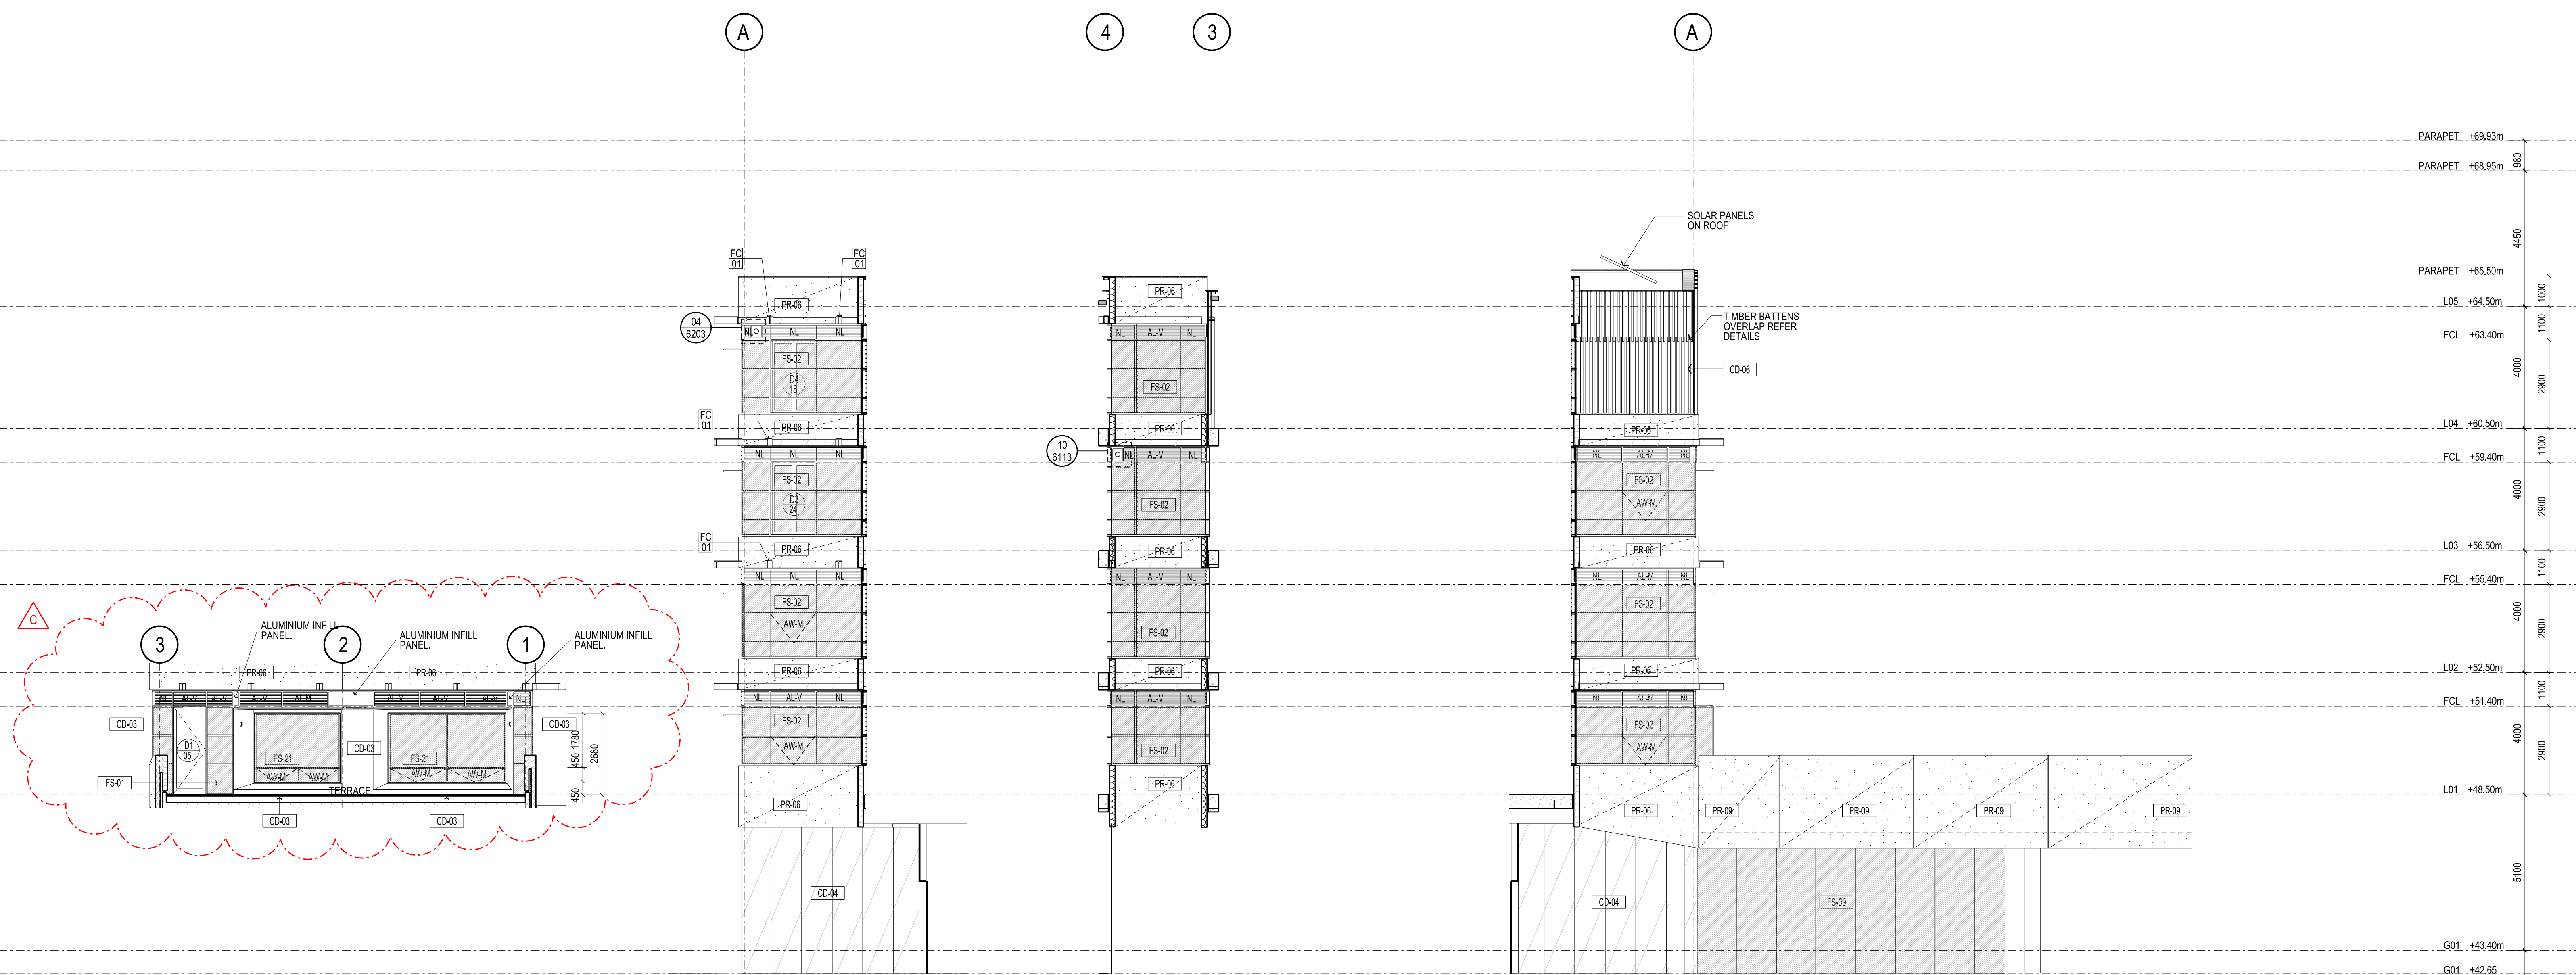 A
4
3
A
PARAPET +69.93m
980
PARAPET +68.95m
4450
SOLAR PANELS
ON ROOF
FC
01
FC
01
PARAPET +65.50m
1000
PR-06
PR-06
L05 +64.50m
04
6203
NL
NL
NL
NL
AL-V
NL
TIMBER BATTENS
OVERLAP REFER
DETAILS
1100
FCL +63.40m
FS-02
D4
18
FS-02
CD-06
4000
2900
FC
01
PR-06
PR-06
PR-06
L04 +60.50m
10
6113
NL
NL
NL
NL
AL-V
NL
NL
AL-M
NL
1100
FCL +59.40m
FS-02
D3
24
FS-02
FS-02
AW-M
4000
2900
FC
01
PR-06
PR-06
PR-06
L03 +56.50m
NL
NL
NL
NL
AL-V
NL
NL
AL-M
NL
1100
FCL +55.40m
FS-02
AW-M
FS-02
FS-02
4000
2900
C
3
2
1
ALUMINIUM INFILL
PANEL.
ALUMINIUM INFILL
PANEL.
ALUMINIUM INFILL
PANEL.
PR-06
PR-06
PR-06
PR-06
PR-06
L02 +52.50m
NL
AL-V
AL-V
AL-V
AL-M
AL-M
AL-V
AL-V
NL
NL
AL-V
NL
NL
AL-V
NL
NL
AL-M
NL
1100
FCL +51.40m
CD-03
CD-03
CD-03
D1
05
FS-21
FS-21
AW-M
AW-M
AW-M
AW-M
FS-01
TERRACE
450
1780
2680
450
FS-02
AW-M
FS-02
FS-02
AW-M
4000
2900
CD-03
CD-03
PR-06
PR-06
L01 +48.50m
PR-06
PR-09
PR-09
PR-09
PR-09
5100
CD-04
CD-04
FS-09
G01 +43.40m
G01 +42.65